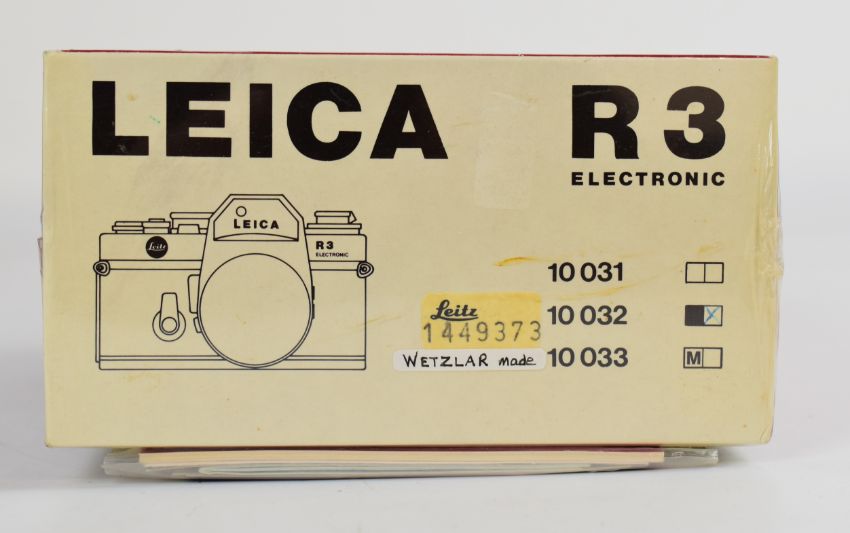 LEICA R3
ELECTRONIC
LEICA
Leitz
R3
ELECTRONIC
10 031
Leitz
1449373
10 032
WETZLAR made
10 033
M